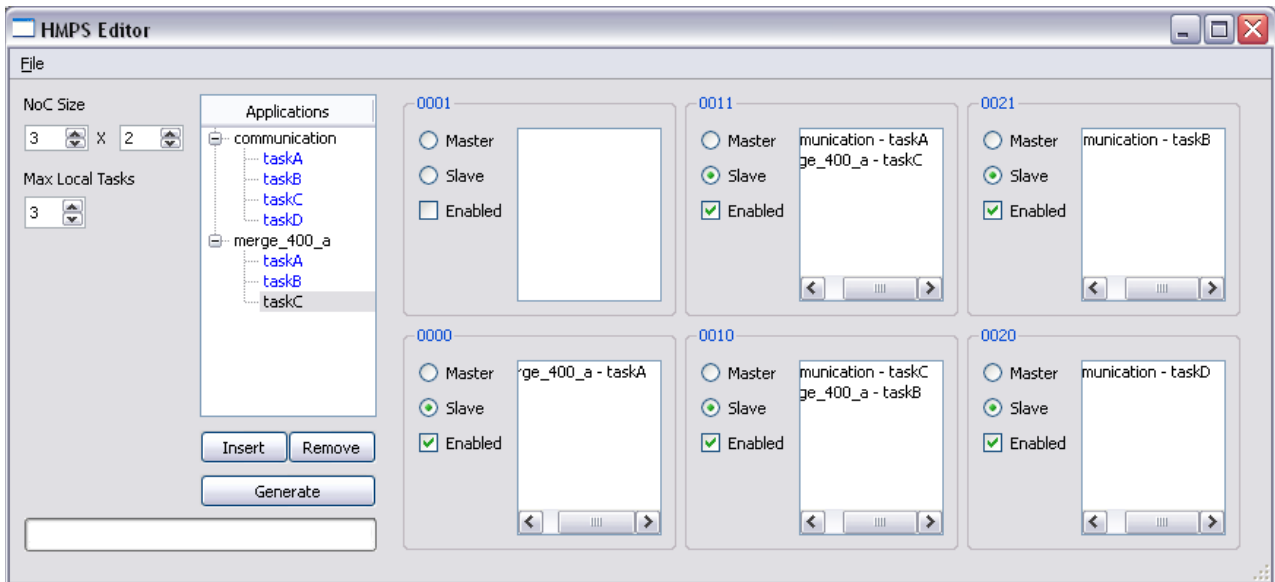 HMPS Editor
File
NoC Size
3 X 2
Max Local Tasks
3
Applications
communication
taskA
taskB
taskC
taskD
merge_400_a
taskA
taskB
taskC
Insert Remove
Generate
0001
Master
Slave
Enabled
0011
Master
Slave
Enabled
munication - taskA
ge_400_a - taskC
0021
Master
Slave
Enabled
munication - taskB
0000
Master
Slave
Enabled
rge_400_a - taskA
0010
Master
Slave
Enabled
munication - taskC
ge_400_a - taskB
0020
Master
Slave
Enabled
munication - taskD